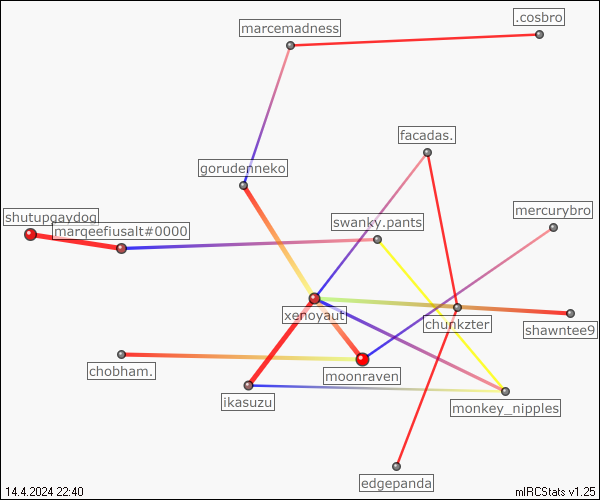 .cosbro
marcemadness
facadas.
gorudenneko
mercurybro
shutupgaydog
swanky.pants
marqeefiusalt#0000
xenoyaut
chunkzter
shawntee9
chobham.
moonraven
ikasuzu
monkey_nipples
edgepanda
14.4.2024 22:40
mIRCStats v1.25